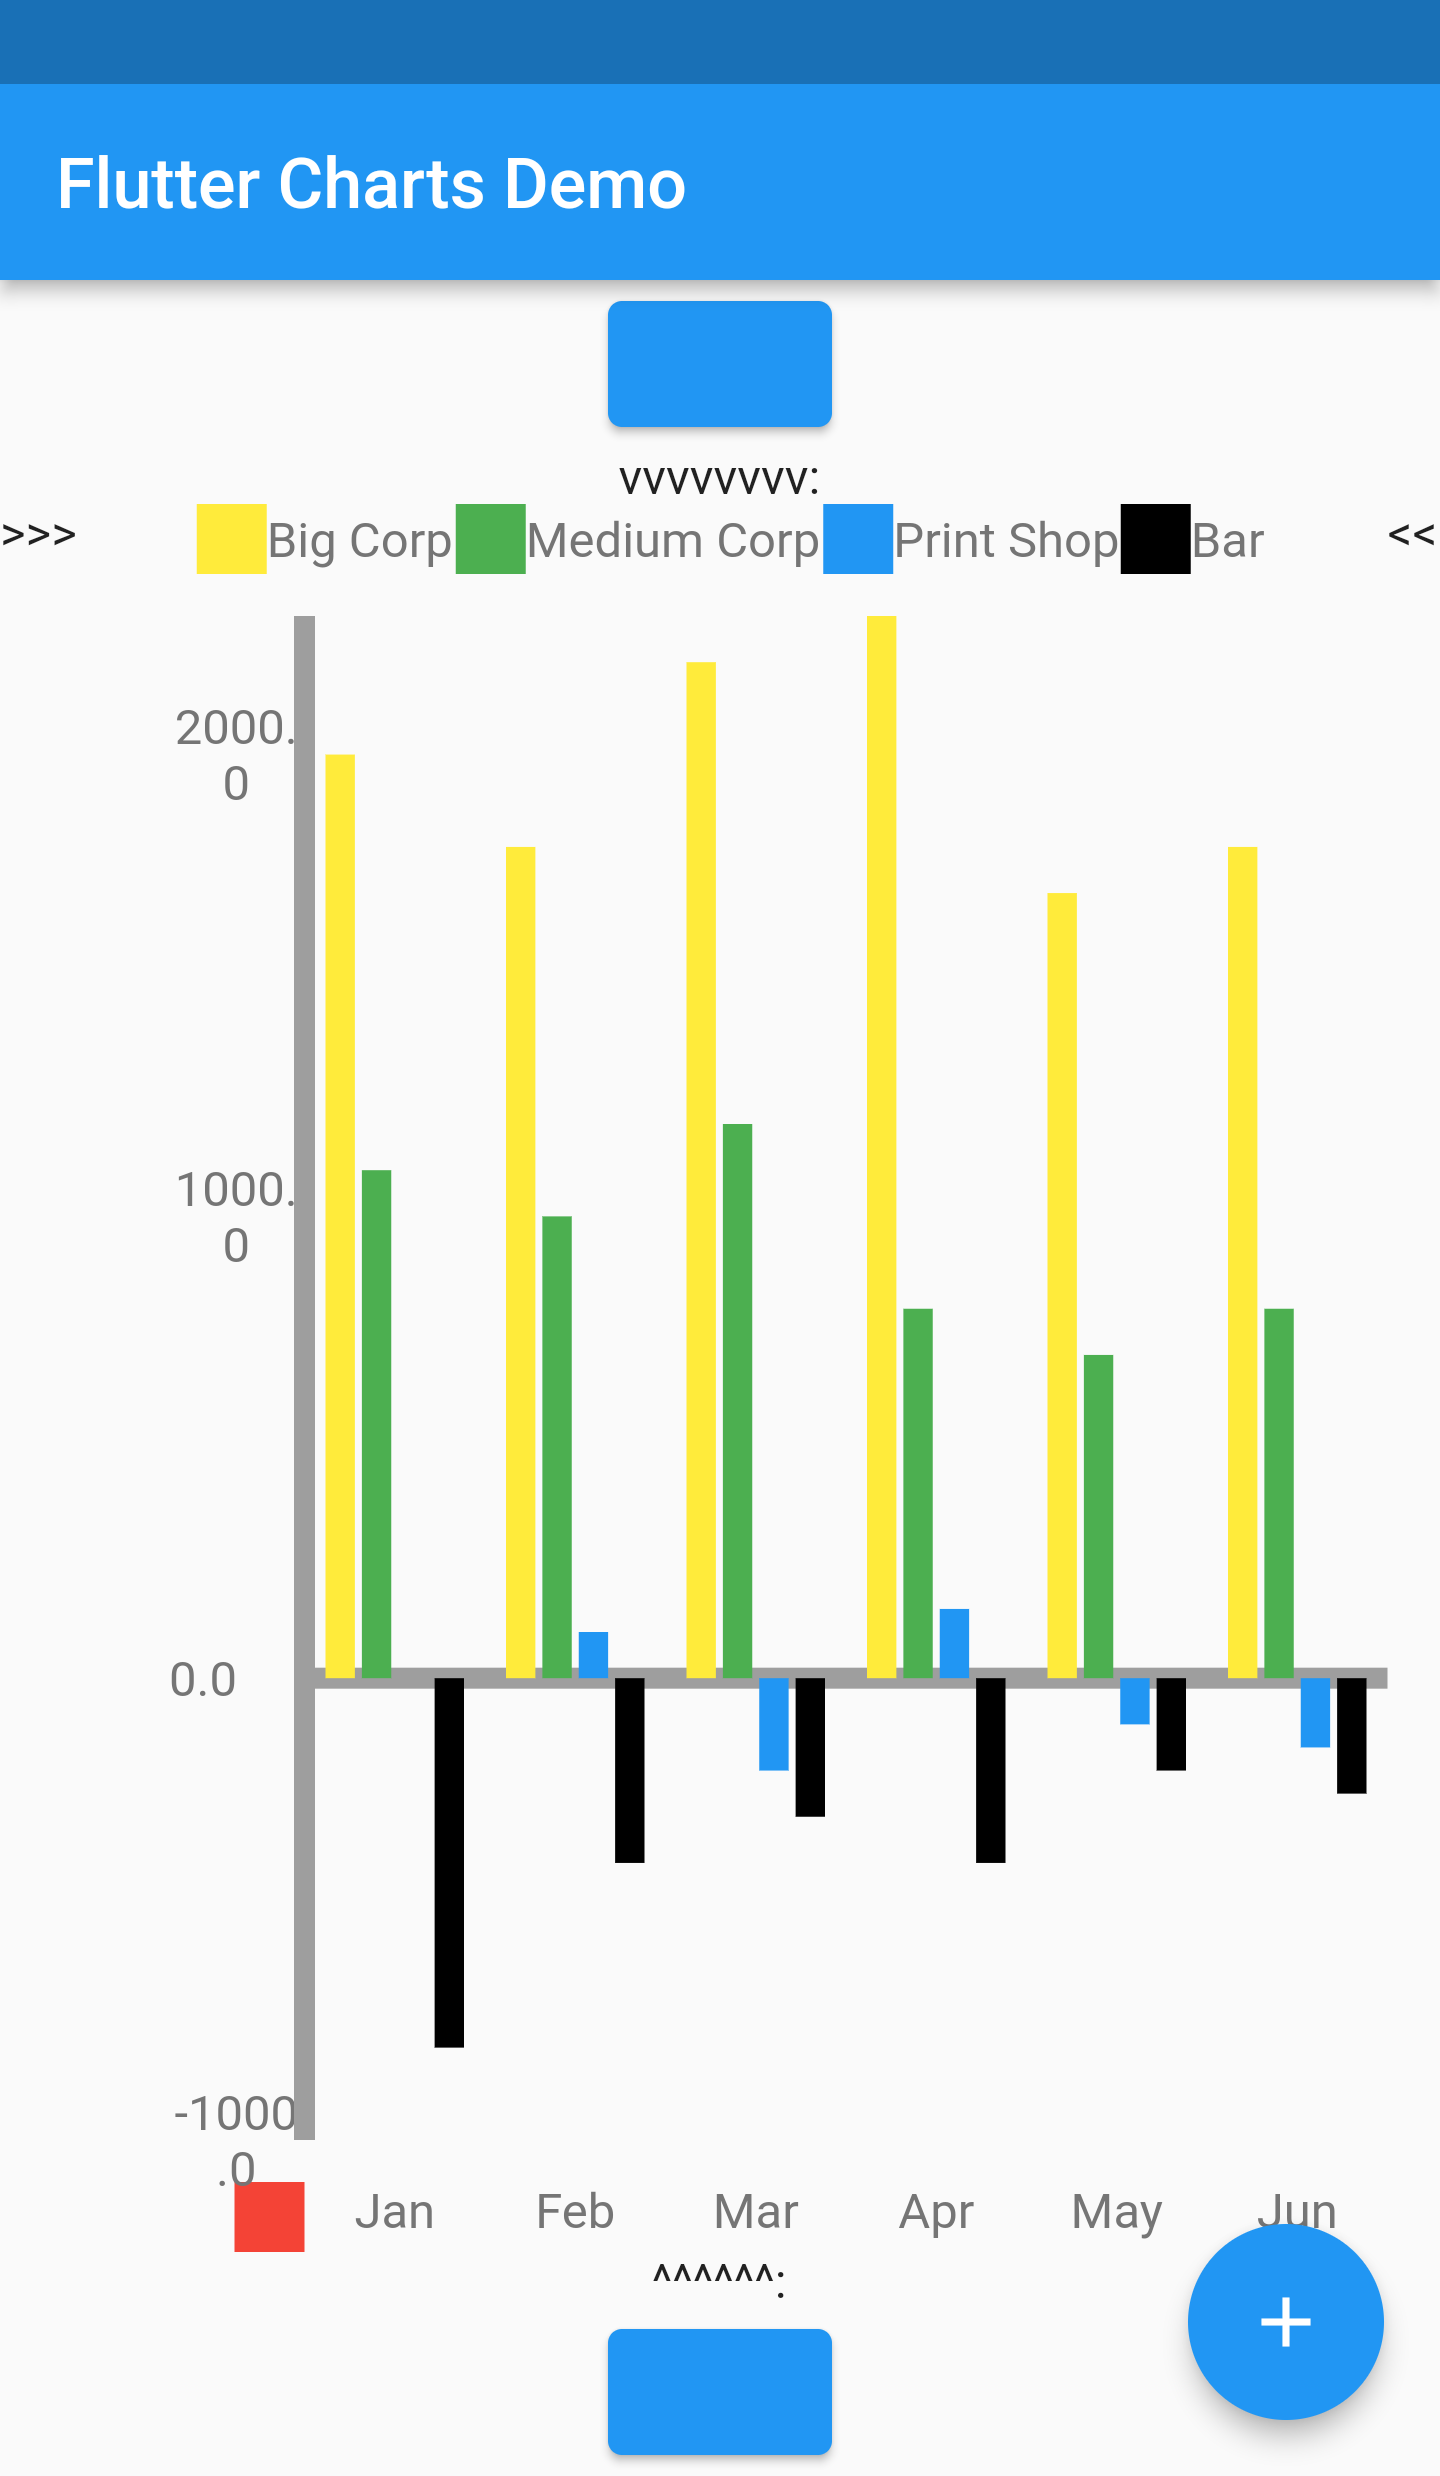 Flutter Charts Demo
vvvvvvvv:
>>> Big Corp Medium Corp Print Shop Bar <<
2000.
0
1000.
0
0.0
-1000
.0
Jan Feb Mar Apr May Jun
^^^^^^:
+